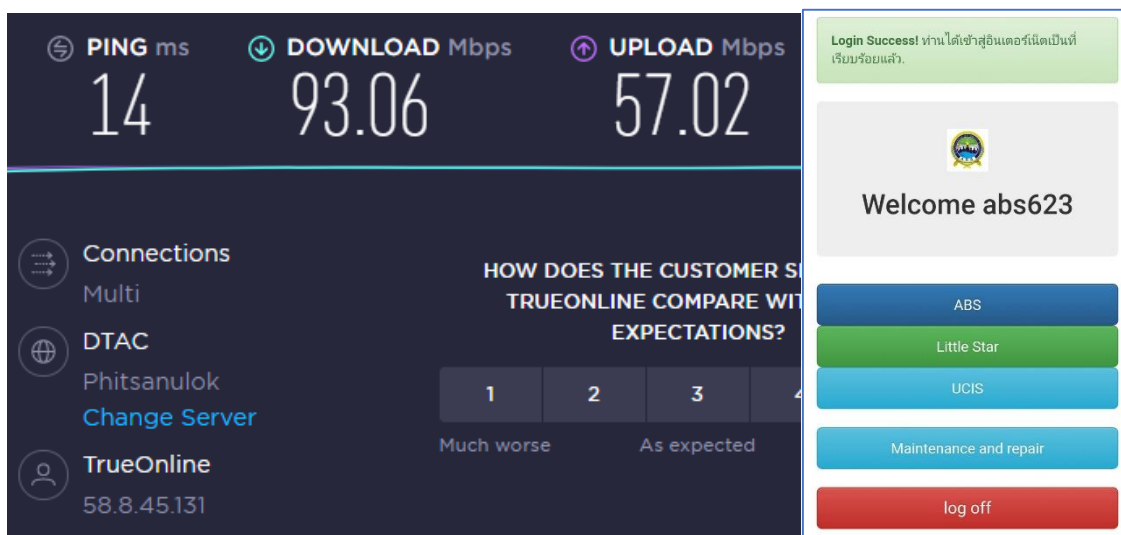 PING ms
14
DOWNLOAD Mbps
93.06
UPLOAD Mbps
57.02
Connections
Multi
DTAC
Phitsanulok
Change Server
TrueOnline
58.8.45.131
HOW DOES THE CUSTOMER
TRUEONLINE COMPARE
EXPECTATIONS?
1 2 3 4
Much worse As expected
Login Success! ท่านได้เข้าสู่อินเตอร์เน็ตเป็นที่
เรียบร้อยแล้ว.
Welcome abs623
ABS
Little Star
UCIS
Maintenance and repair
log off